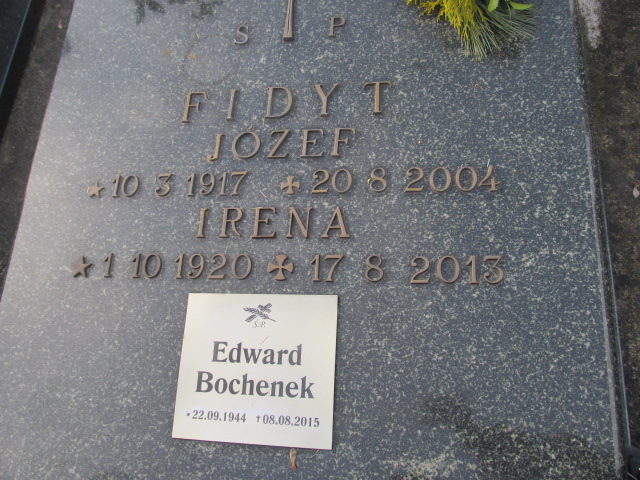 S P
FIDYT
JÓZEF
★ 10 3 1917 ✠ 20 8 2004
IRENA
★ 1 10 1920 ✠ 17 8 2013
Ś.P.
Edward
Bochenek
* 22.09.1944 † 08.08.2015